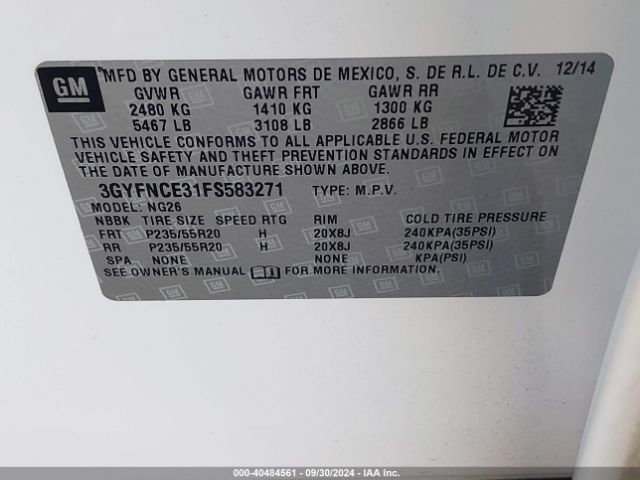 GM MFD BY GENERAL MOTORS DE MEXICO, S. DE R.L. DE C.V. 12/14
GVWR GAWR FRT GAWR RR
2480 KG 1410 KG 1300 KG
5467 LB 3108 LB 2866 LB
THIS VEHICLE CONFORMS TO ALL APPLICABLE U.S. FEDERAL MOTOR
VEHICLE SAFETY AND THEFT PREVENTION STANDARDS IN EFFECT ON THE
DATE OF MANUFACTURE SHOWN ABOVE.
3GYFNCE31FS583271 TYPE: M.P.V.
MODEL: NG26
NBBK TIRE SIZE SPEED RTG RIM COLD TIRE PRESSURE
FRT P235/55R20 H 20X8J 240KPA(35PSI)
RR P235/55R20 H 20X8J 240KPA(35PSI)
SPA NONE NONE KPA(PSI)
SEE OWNER'S MANUAL FOR MORE INFORMATION.
000-40484561 - 09/30/2024 - IAAI.COM